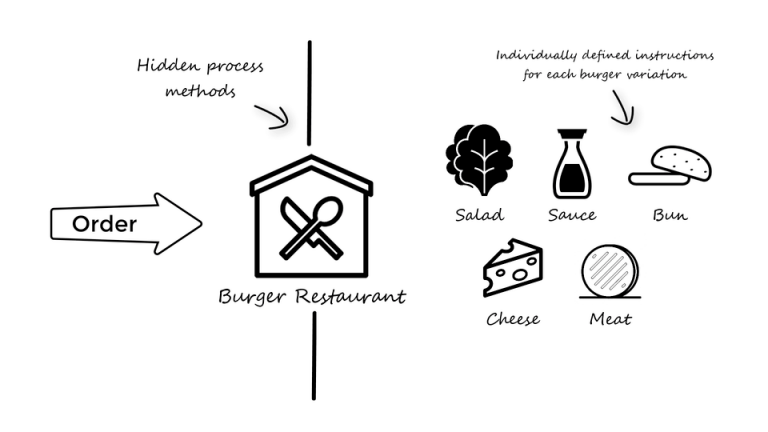 Hidden process
methods
Individually defined instructions
for each burger variation
Order
Burger Restaurant
Salad
Sauce
Bun
Cheese
Meat